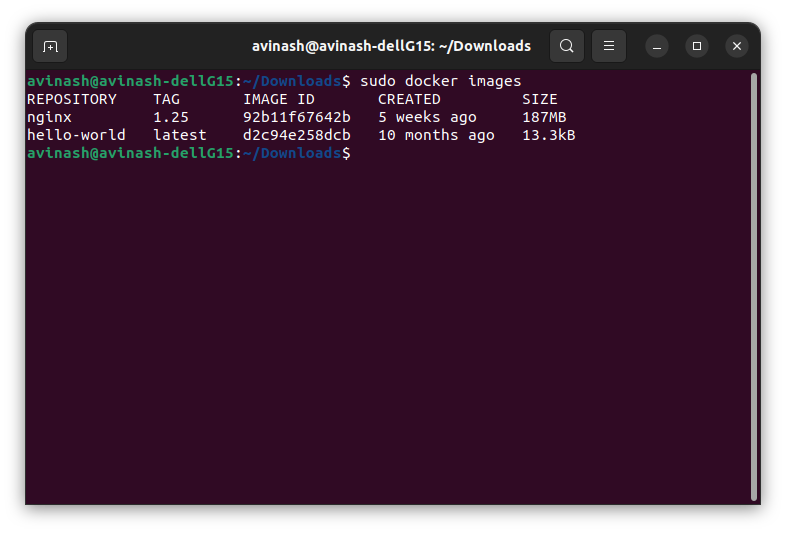 avinash@avinash-dellG15: ~/Downloads
avinash@avinash-dellG15:~/Downloads$ sudo docker images
REPOSITORY    TAG       IMAGE ID       CREATED         SIZE
nginx         1.25      92b11f67642b   5 weeks ago     187MB
hello-world   latest    d2c94e258dcb   10 months ago   13.3kB
avinash@avinash-dellG15:~/Downloads$